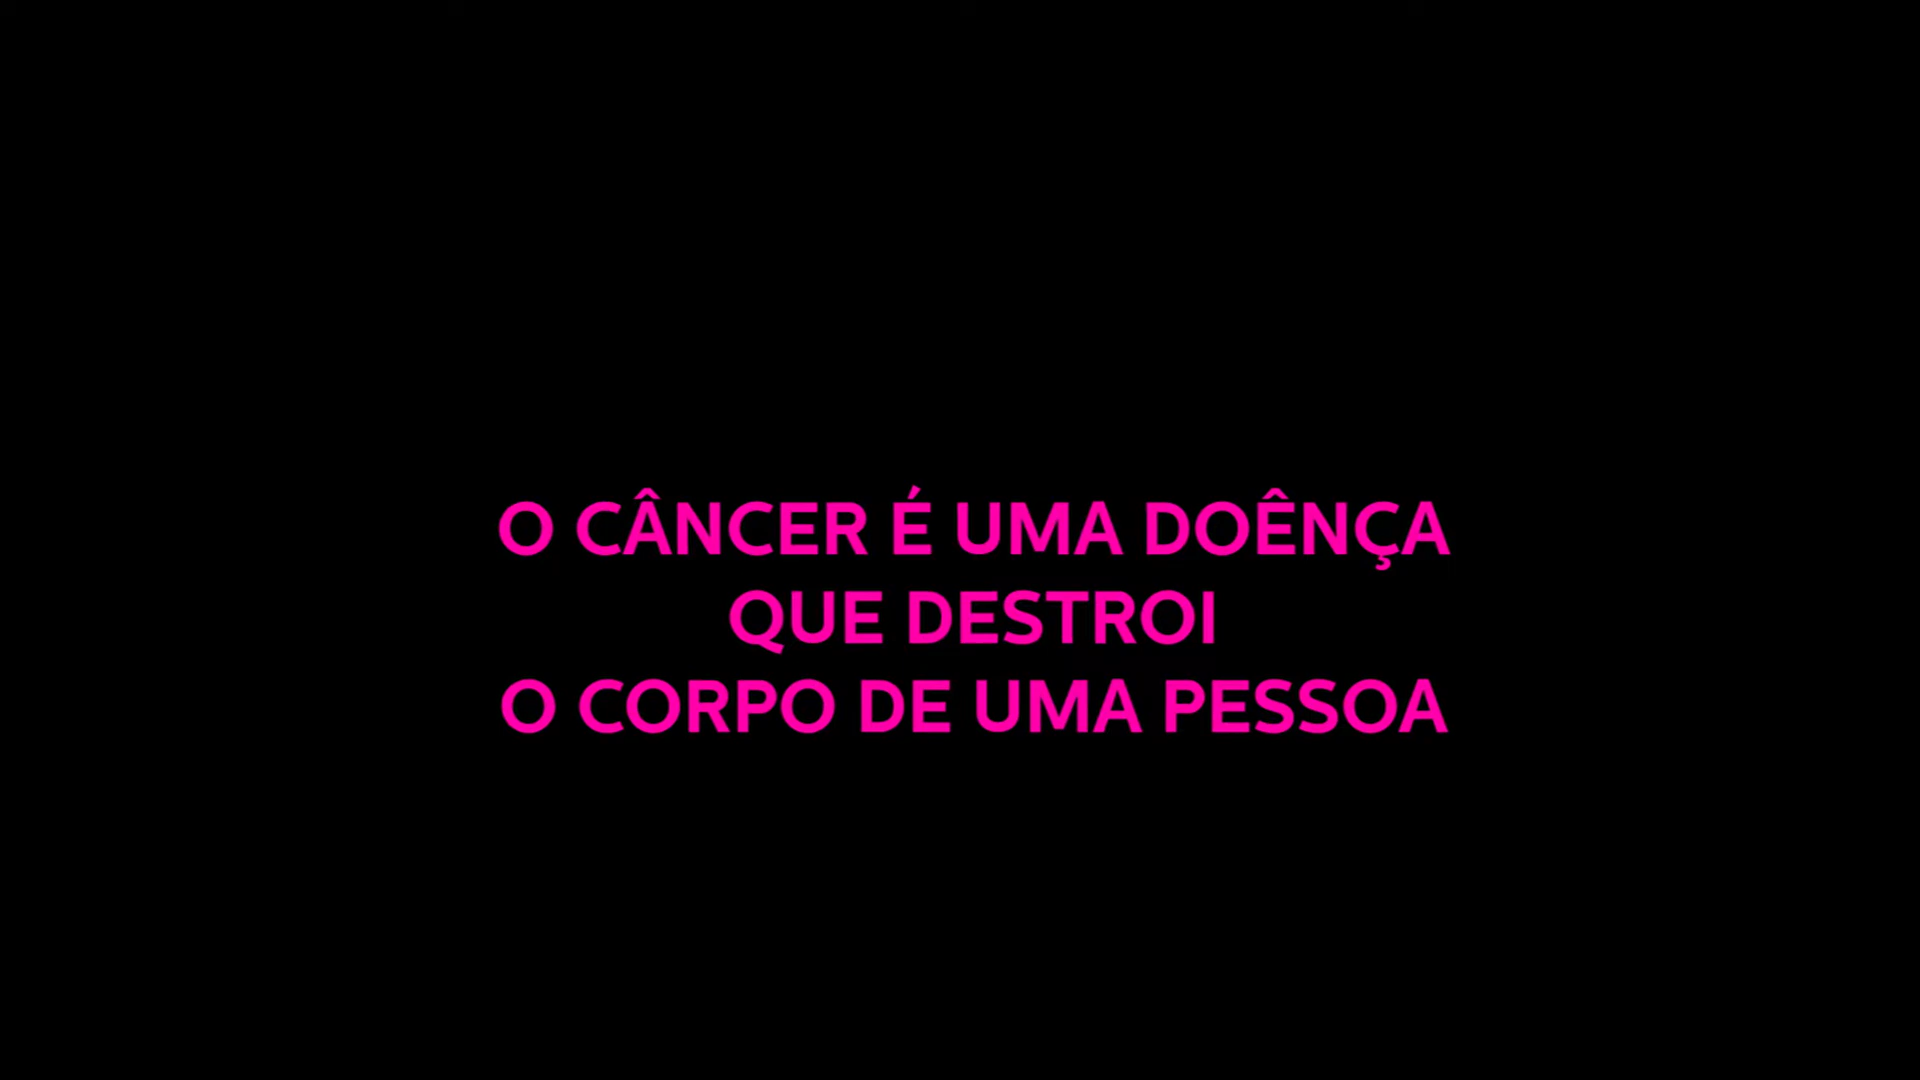 O CÂNCER É UMA DOÊNÇA
QUE DESTROI
O CORPO DE UMA PESSOA